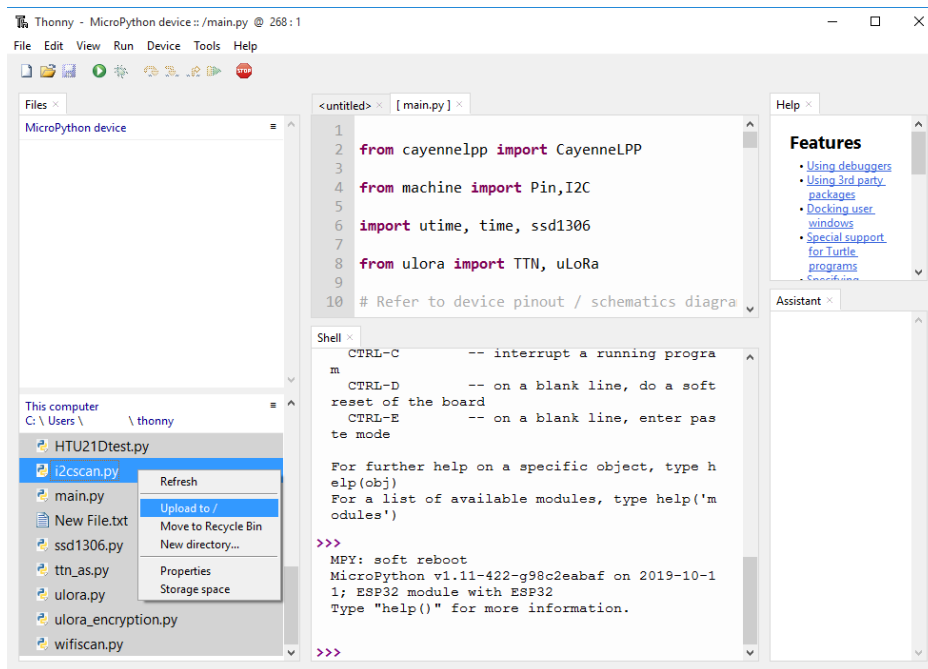 Thonny - MicroPython device :: /main.py @ 268 : 1
File Edit View Run Device Tools Help
STOP
Files
MicroPython device
This computer
C: \ Users \ \ thonny
HTU21Dtest.py
i2cscan.py
main.py
New File.txt
ssd1306.py
ttn_as.py
ulora.py
ulora_encryption.py
wifiscan.py
Refresh
Upload to /
Move to Recycle Bin
New directory...
Properties
Storage space
<untitled> [ main.py ]
1
2 from cayennelpp import CayenneLPP
3
4 from machine import Pin,I2C
5
6 import utime, time, ssd1306
7
8 from ulora import TTN, uLoRa
9
10 # Refer to device pinout / schematics diagra
Shell
CTRL-C -- interrupt a running progra
m
CTRL-D -- on a blank line, do a soft
reset of the board
CTRL-E -- on a blank line, enter pas
te mode
For further help on a specific object, type h
elp(obj)
For a list of available modules, type help('m
odules')
>>>
MPY: soft reboot
MicroPython v1.11-422-g98c2eabaf on 2019-10-1
1; ESP32 module with ESP32
Type "help()" for more information.
>>>
Help
Features
• Using debuggers
• Using 3rd party
packages
• Docking user
windows
• Special support
for Turtle
programs
• Specifying
Assistant